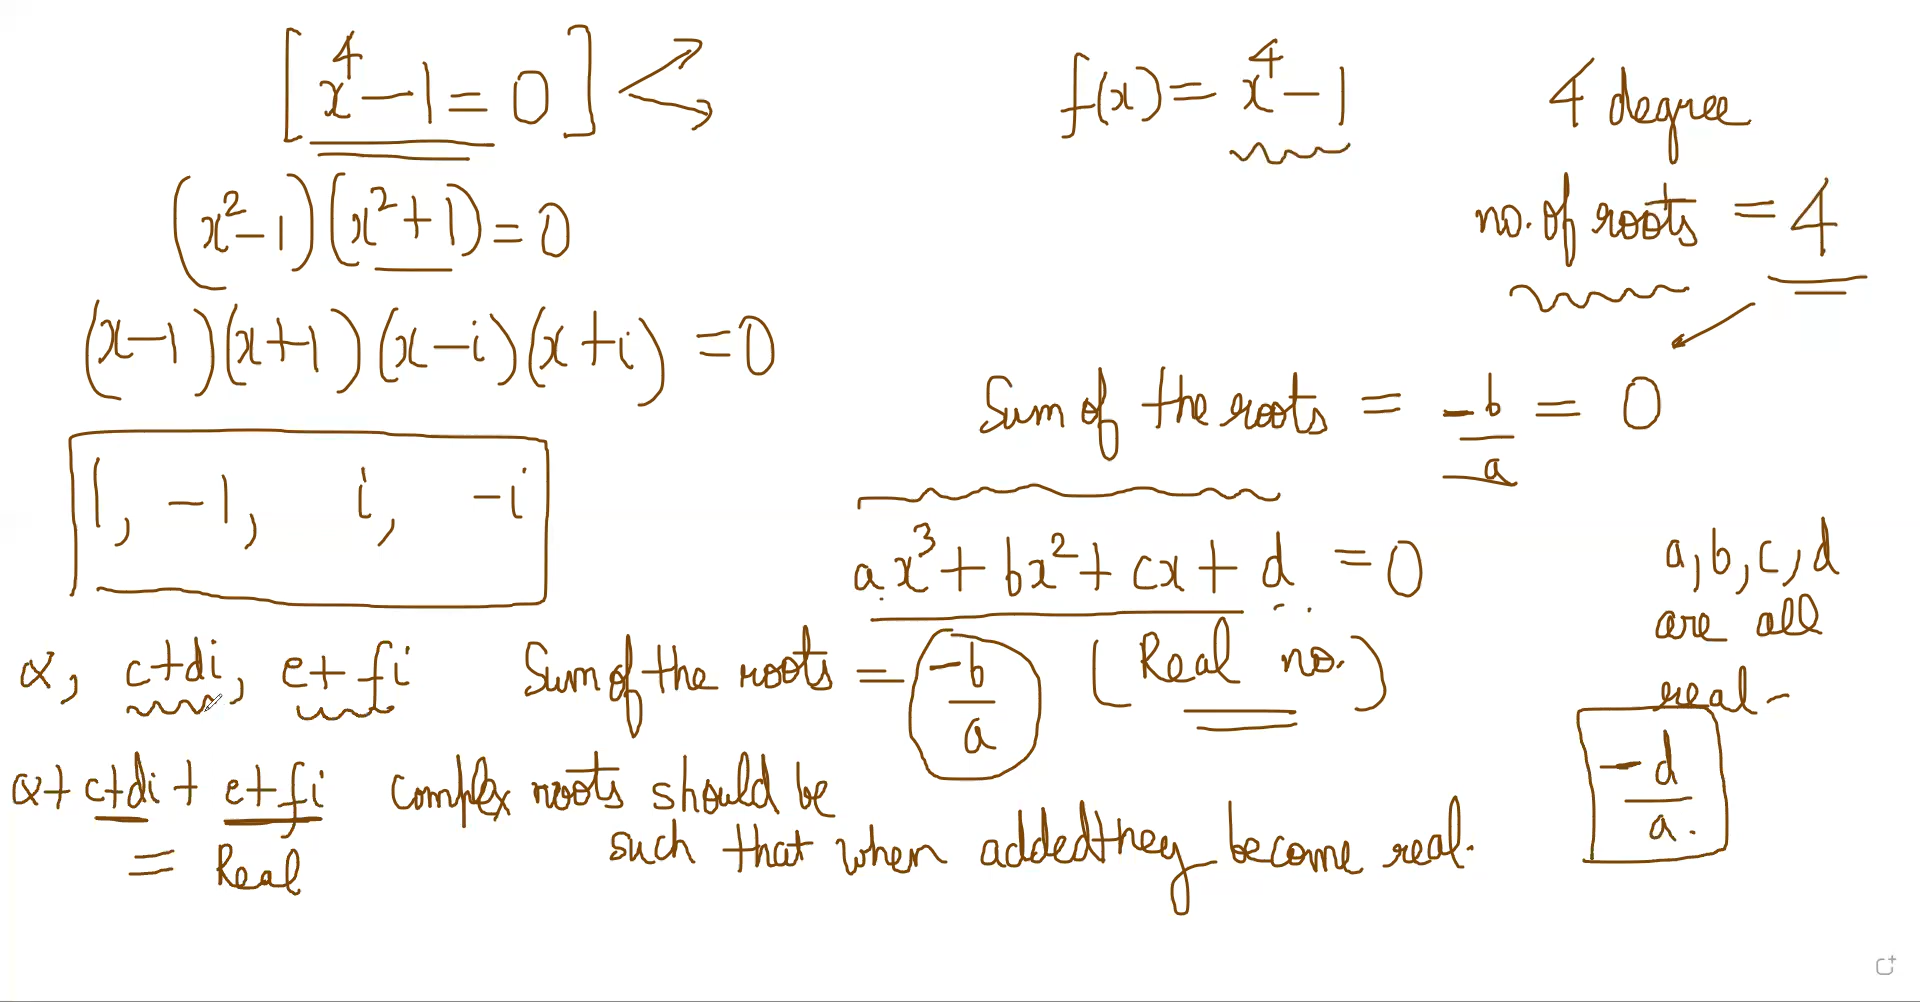 [x⁴ − 1 = 0]
(x² − 1)(x² + 1) = 0
(x − 1)(x + 1)(x − i)(x + i) = 0
1, −1, i, −i
f(x) = x⁴ − 1
4 degree
no. of roots = 4
Sum of the roots = −b/a = 0
ax³ + bx² + cx + d = 0
a, b, c, d
are all
real -
α, c+di, e+fi
Sum of the roots = −b/a (Real no.)
−d/a.
α + c+di + e+fi
= Real
complex roots should be
such that when added they become real.